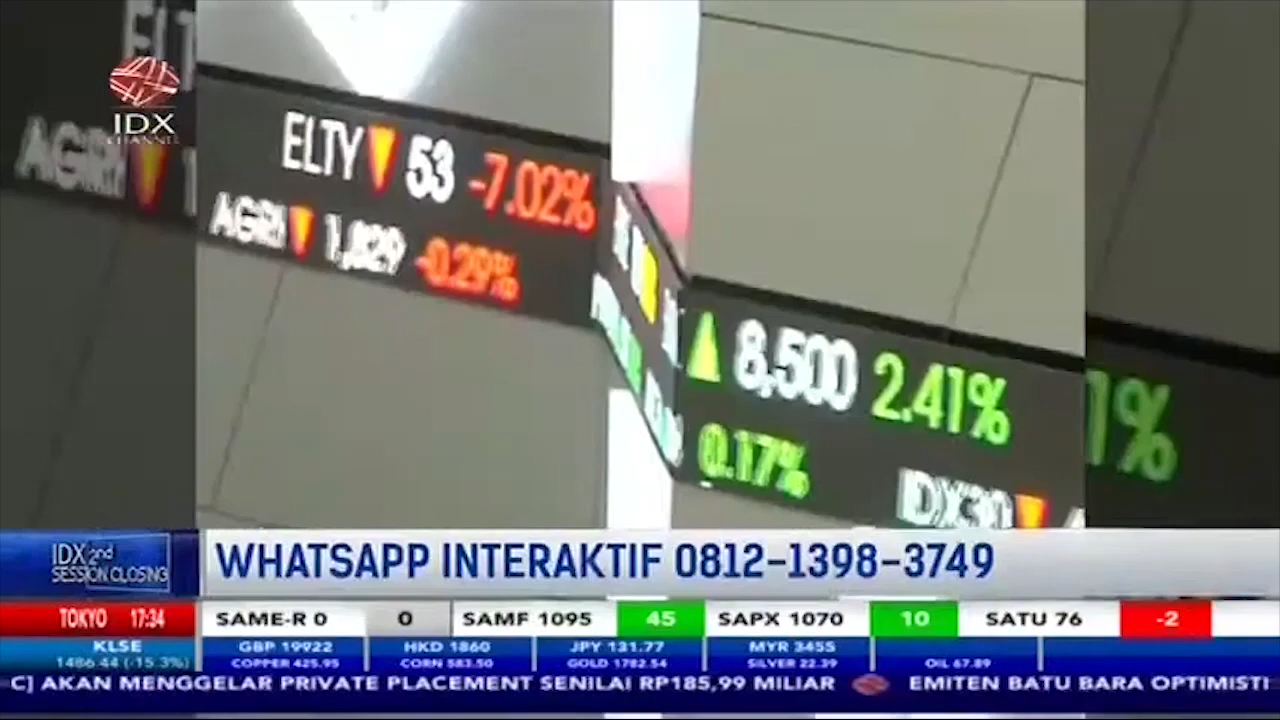 ELT
IDX
CHANNEL
AGRI 1
ELTY 53 -7.02%
AGRI 1,829 -0.29%
8,500 2.41%
0.17%
IDX30
1%
IDX 2nd
SESSION CLOSING
WHATSAPP INTERAKTIF 0812-1398-3749
TOKYO 17:34
SAME-R 0 0 SAMF 1095 45 SAPX 1070 10 SATU 76 -2
KLSE
1486.44 (-15.3%)
GBP 19922 HKD 1860 JPY 131.77 MYR 3455
COPPER 425.95 CORN 583.50 GOLD 1782.54 SILVER 22.39 OIL 67.89
C] AKAN MENGGELAR PRIVATE PLACEMENT SENILAI RP185,99 MILIAR EMITEN BATU BARA OPTIMISTI